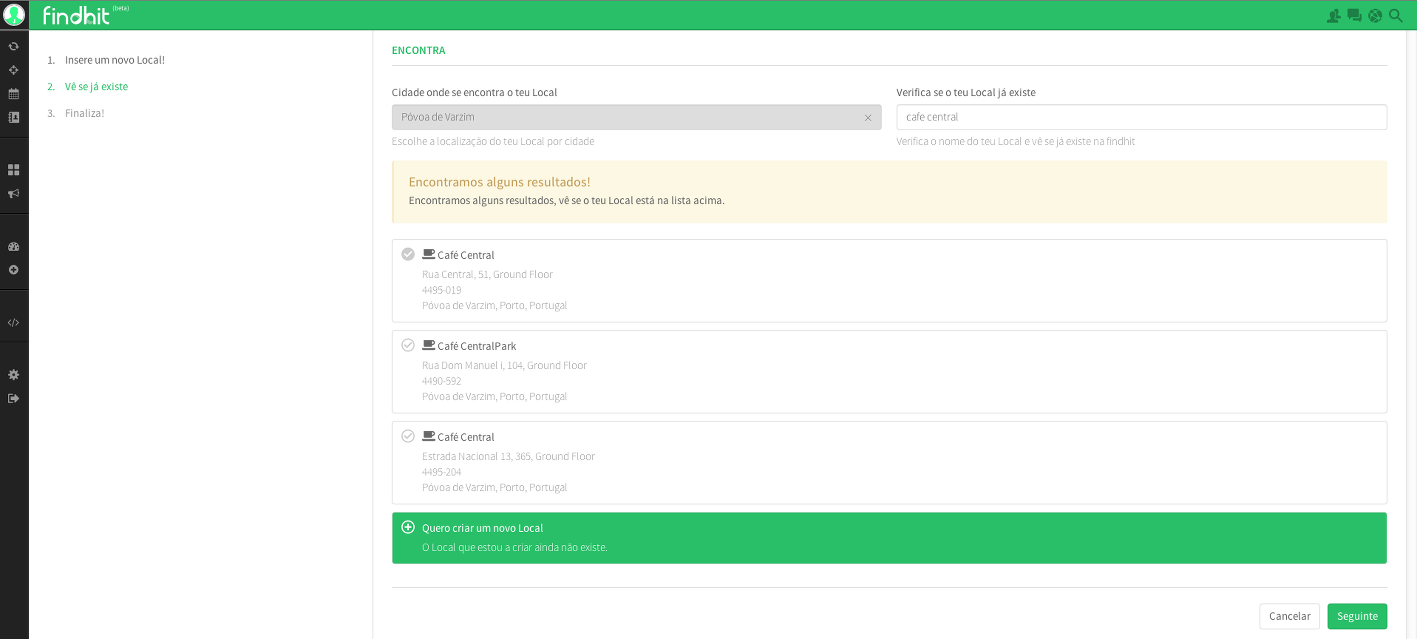 findhit (beta)
1. Insere um novo Local!
2. Vê se já existe
3. Finaliza!
ENCONTRA
Cidade onde se encontra o teu Local
Póvoa de Varzim
Escolhe a localização do teu Local por cidade
Verifica se o teu Local já existe
cafe central
Verifica o nome do teu Local e vê se já existe na findhit
Encontramos alguns resultados!
Encontramos alguns resultados, vê se o teu Local está na lista acima.
Café Central
Rua Central, 51, Ground Floor
4495-019
Póvoa de Varzim, Porto, Portugal
Café CentralPark
Rua Dom Manuel i, 104, Ground Floor
4490-592
Póvoa de Varzim, Porto, Portugal
Café Central
Estrada Nacional 13, 365, Ground Floor
4495-204
Póvoa de Varzim, Porto, Portugal
Quero criar um novo Local
O Local que estou a criar ainda não existe.
Cancelar
Seguinte